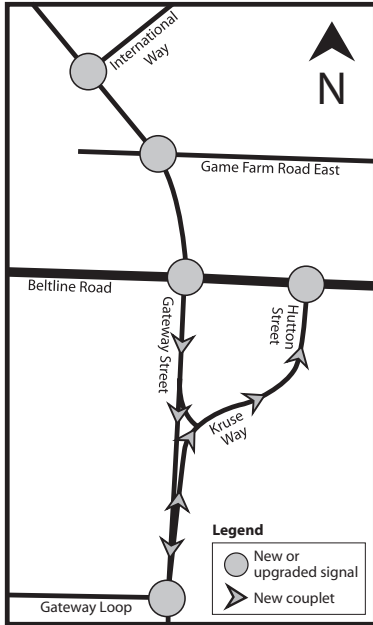 International
Way
N
Game Farm Road East
Beltline Road
Gateway Street
Hutton
Street
Kruse
Way
Legend
New or
upgraded signal
New couplet
Gateway Loop